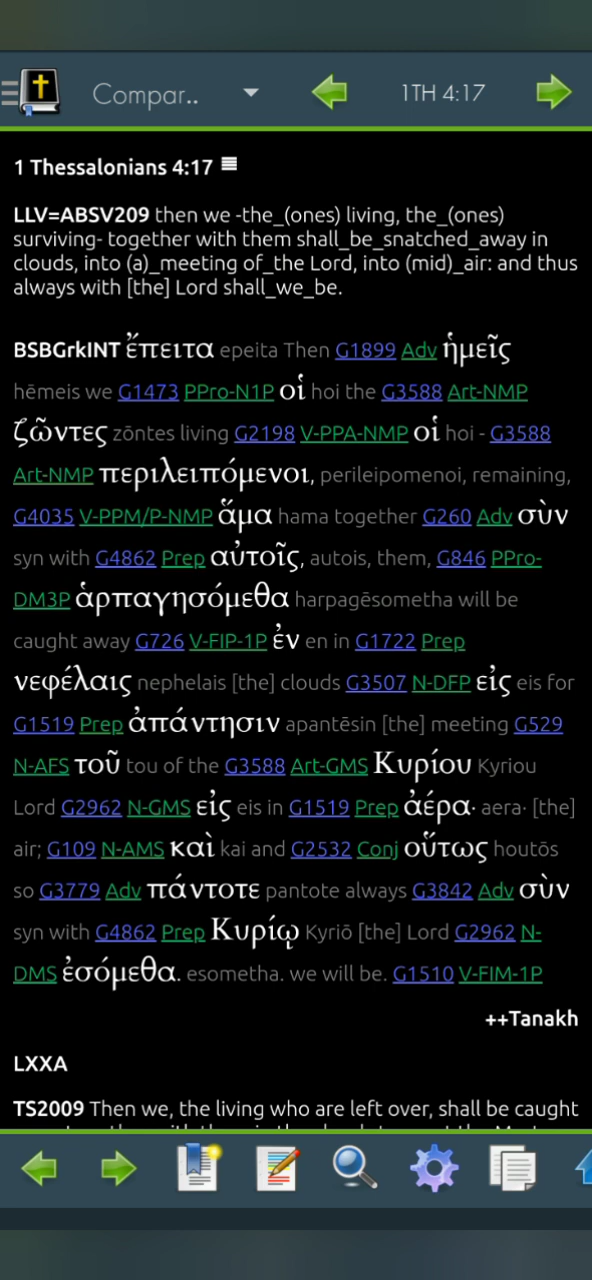 Compar..
1TH 4:17
1 Thessalonians 4:17
LLV=ABSV209 then we -the_(ones) living, the_(ones)
surviving- together with them shall_be_snatched_away in
clouds, into (a)_meeting of_the Lord, into (mid)_air: and thus
always with [the] Lord shall_we_be.
BSBGrkINT ἔπειτα epeita Then G1899 Adv ἡμεῖς
hēmeis we G1473 PPro-N1P οἱ hoi the G3588 Art-NMP
ζῶντες zōntes living G2198 V-PPA-NMP οἱ hoi - G3588
Art-NMP περιλειπόμενοι, perileipomenoi, remaining,
G4035 V-PPM/P-NMP ἅμα hama together G260 Adv σὺν
syn with G4862 Prep αὐτοῖς, autois, them, G846 PPro-
DM3P ἁρπαγησόμεθα harpagēsometha will be
caught away G726 V-FIP-1P ἐν en in G1722 Prep
νεφέλαις nephelais [the] clouds G3507 N-DFP εἰς eis for
G1519 Prep ἀπάντησιν apantēsin [the] meeting G529
N-AFS τοῦ tou of the G3588 Art-GMS Κυρίου Kyriou
Lord G2962 N-GMS εἰς eis in G1519 Prep ἀέρα· aera· [the]
air; G109 N-AMS καὶ kai and G2532 Conj οὕτως houtōs
so G3779 Adv πάντοτε pantote always G3842 Adv σὺν
syn with G4862 Prep Κυρίῳ Kyriō [the] Lord G2962 N-
DMS ἐσόμεθα. esometha. we will be. G1510 V-FIM-1P
++Tanakh
LXXA
TS2009 Then we, the living who are left over, shall be caught